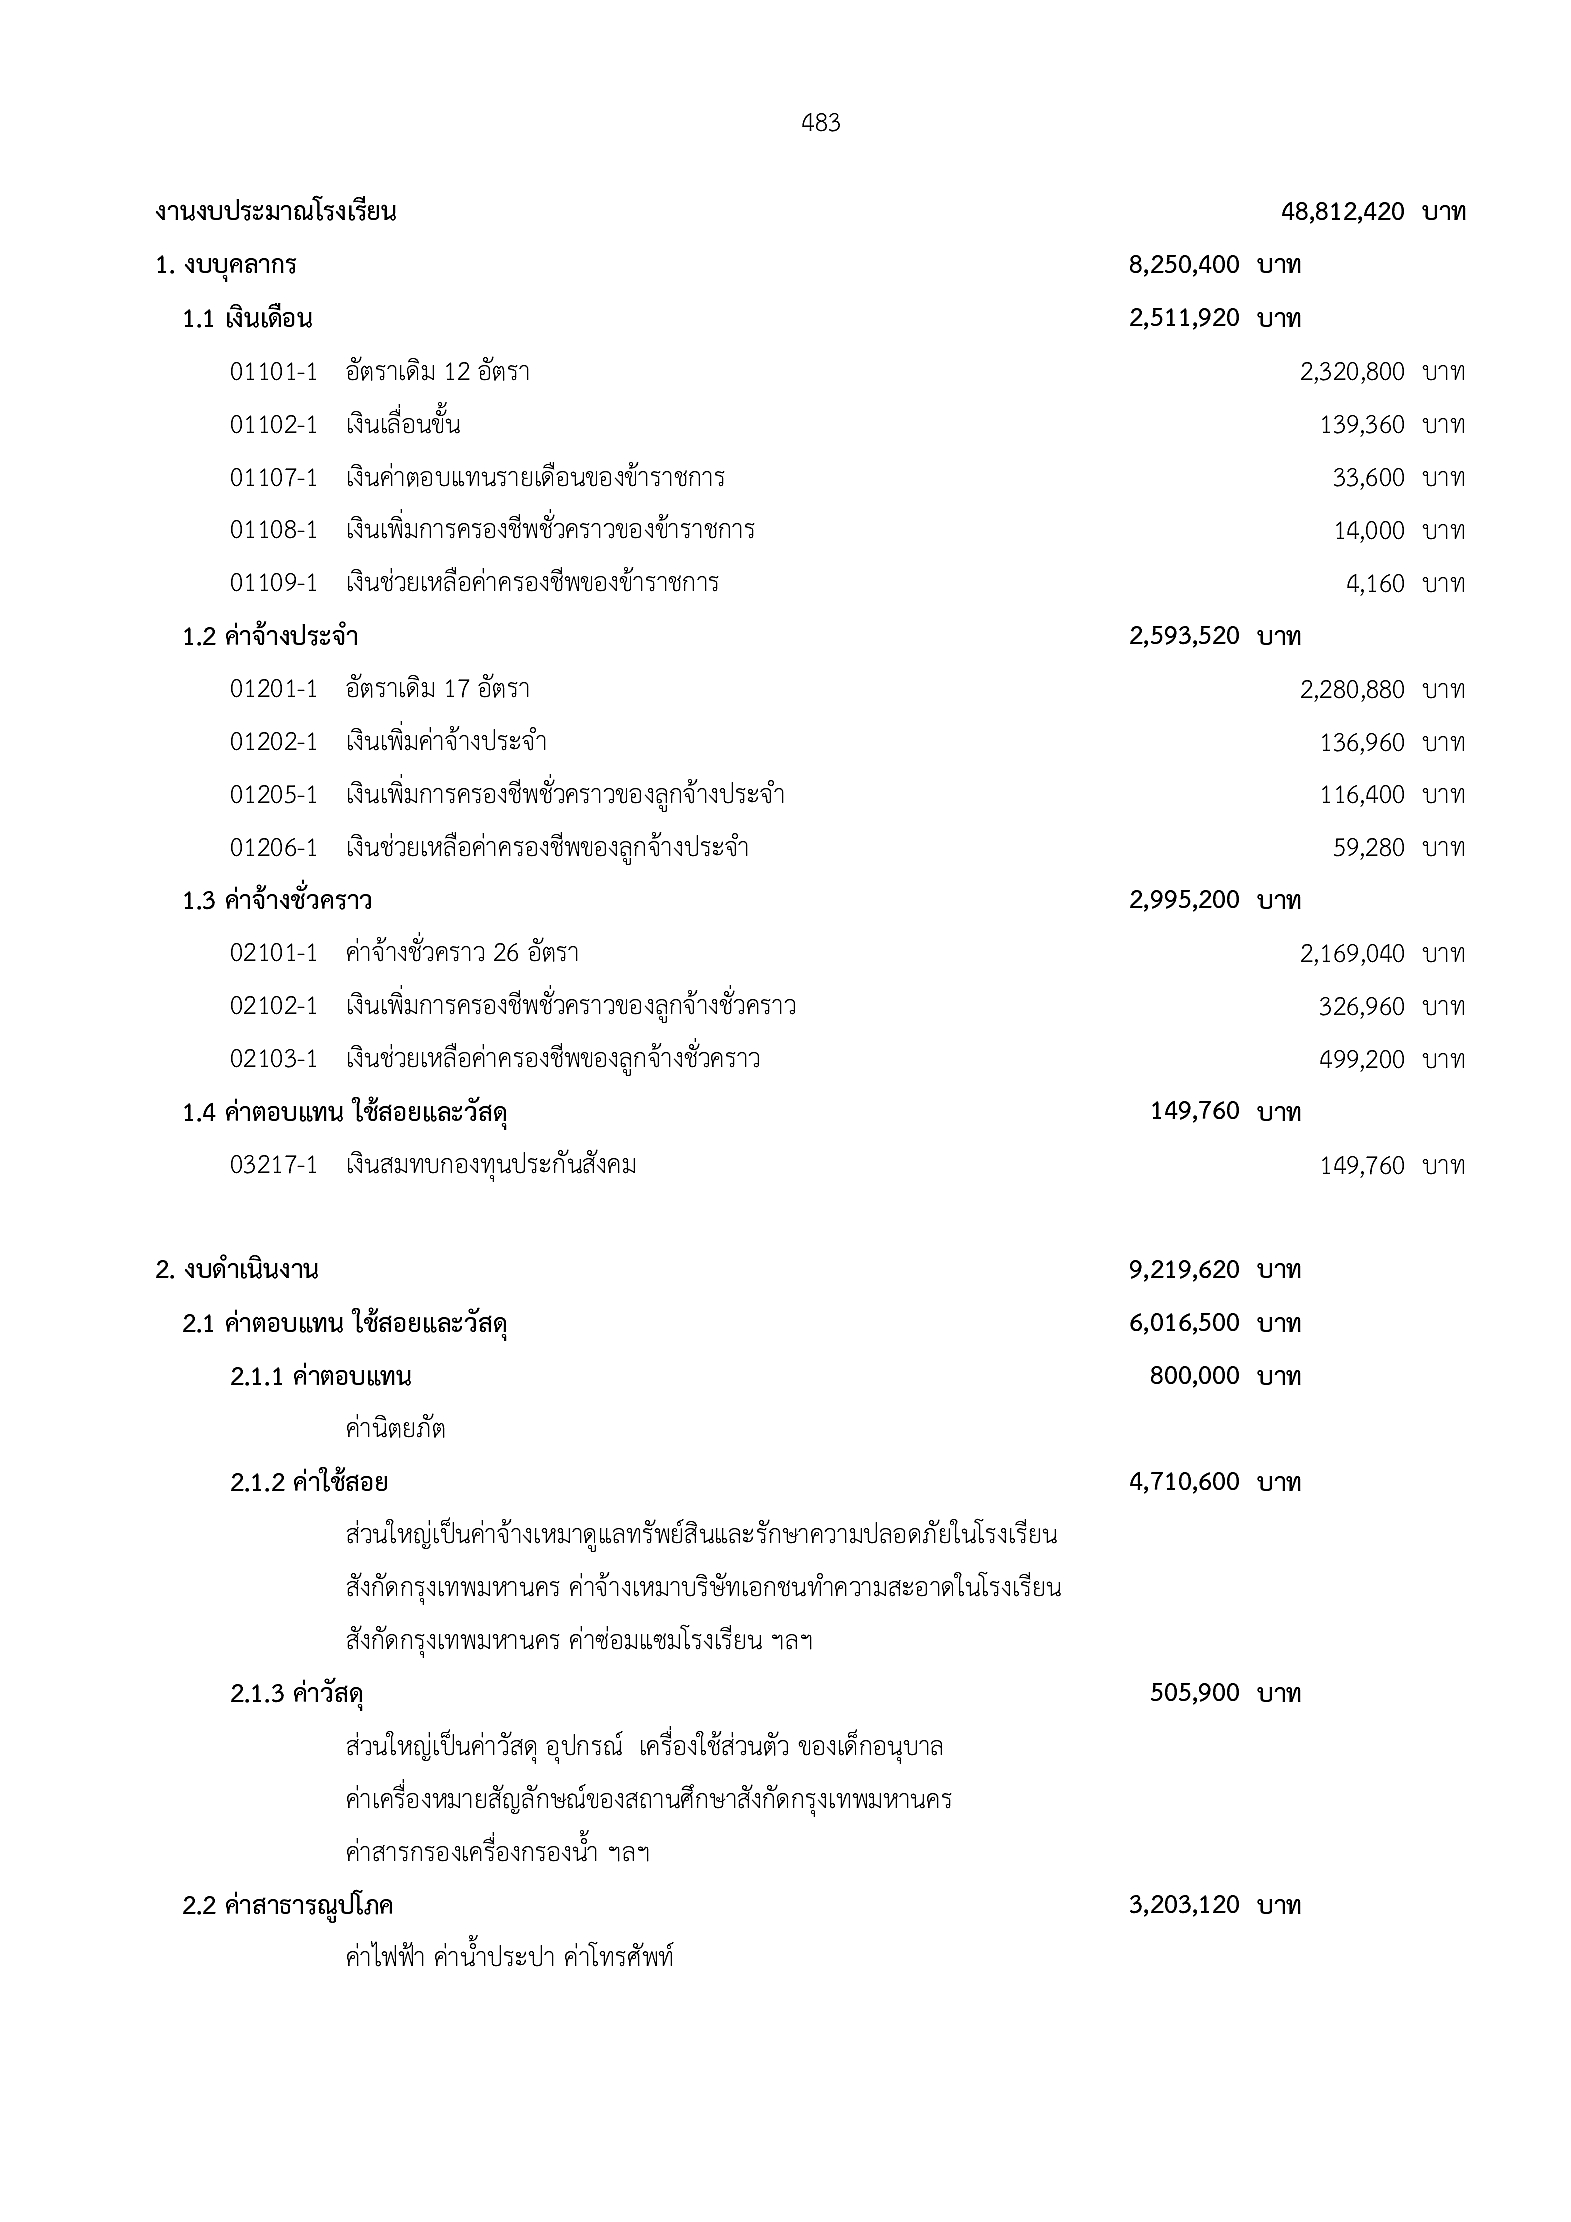 483
งานงบประมาณโรงเรียน 48,812,420 บาท
1. งบบุคลากร 8,250,400 บาท
1.1 เงินเดือน 2,511,920 บาท
01101-1 อัตราเดิม 12 อัตรา 2,320,800 บาท
01102-1 เงินเลื่อนขั้น 139,360 บาท
01107-1 เงินค่าตอบแทนรายเดือนของข้าราชการ 33,600 บาท
01108-1 เงินเพิ่มการครองชีพชั่วคราวของข้าราชการ 14,000 บาท
01109-1 เงินช่วยเหลือค่าครองชีพของข้าราชการ 4,160 บาท
1.2 ค่าจ้างประจำ 2,593,520 บาท
01201-1 อัตราเดิม 17 อัตรา 2,280,880 บาท
01202-1 เงินเพิ่มค่าจ้างประจำ 136,960 บาท
01205-1 เงินเพิ่มการครองชีพชั่วคราวของลูกจ้างประจำ 116,400 บาท
01206-1 เงินช่วยเหลือค่าครองชีพของลูกจ้างประจำ 59,280 บาท
1.3 ค่าจ้างชั่วคราว 2,995,200 บาท
02101-1 ค่าจ้างชั่วคราว 26 อัตรา 2,169,040 บาท
02102-1 เงินเพิ่มการครองชีพชั่วคราวของลูกจ้างชั่วคราว 326,960 บาท
02103-1 เงินช่วยเหลือค่าครองชีพของลูกจ้างชั่วคราว 499,200 บาท
1.4 ค่าตอบแทน ใช้สอยและวัสดุ 149,760 บาท
03217-1 เงินสมทบกองทุนประกันสังคม 149,760 บาท
2. งบดำเนินงาน 9,219,620 บาท
2.1 ค่าตอบแทน ใช้สอยและวัสดุ 6,016,500 บาท
2.1.1 ค่าตอบแทน 800,000 บาท
ค่านิตยภัต
2.1.2 ค่าใช้สอย 4,710,600 บาท
ส่วนใหญ่เป็นค่าจ้างเหมาดูแลทรัพย์สินและรักษาความปลอดภัยในโรงเรียน
สังกัดกรุงเทพมหานคร ค่าจ้างเหมาบริษัทเอกชนทำความสะอาดในโรงเรียน
สังกัดกรุงเทพมหานคร ค่าซ่อมแซมโรงเรียน ฯลฯ
2.1.3 ค่าวัสดุ 505,900 บาท
ส่วนใหญ่เป็นค่าวัสดุ อุปกรณ์ เครื่องใช้ส่วนตัว ของเด็กอนุบาล
ค่าเครื่องหมายสัญลักษณ์ของสถานศึกษาสังกัดกรุงเทพมหานคร
ค่าสารกรองเครื่องกรองน้ำ ฯลฯ
2.2 ค่าสาธารณูปโภค 3,203,120 บาท
ค่าไฟฟ้า ค่าน้ำประปา ค่าโทรศัพท์